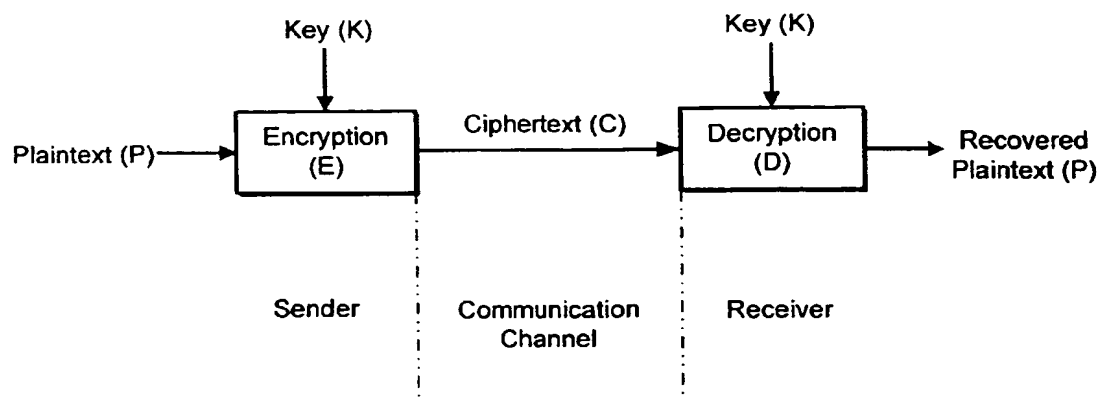 Key (K)
Key (K)
Plaintext (P)
Encryption
(E)
Ciphertext (C)
Decryption
(D)
Recovered
Plaintext (P)
Sender
Communication
Channel
Receiver